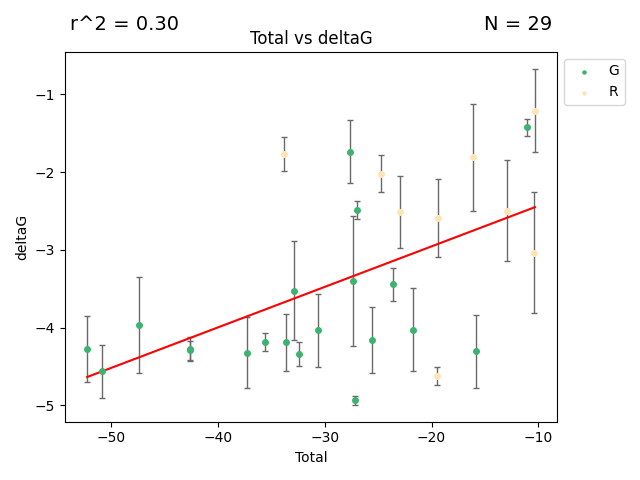 r^2 = 0.30
N = 29
Total vs deltaG
G
R
−1
−2
−3
−4
−5
deltaG
−50
−40
−30
−20
−10
Total